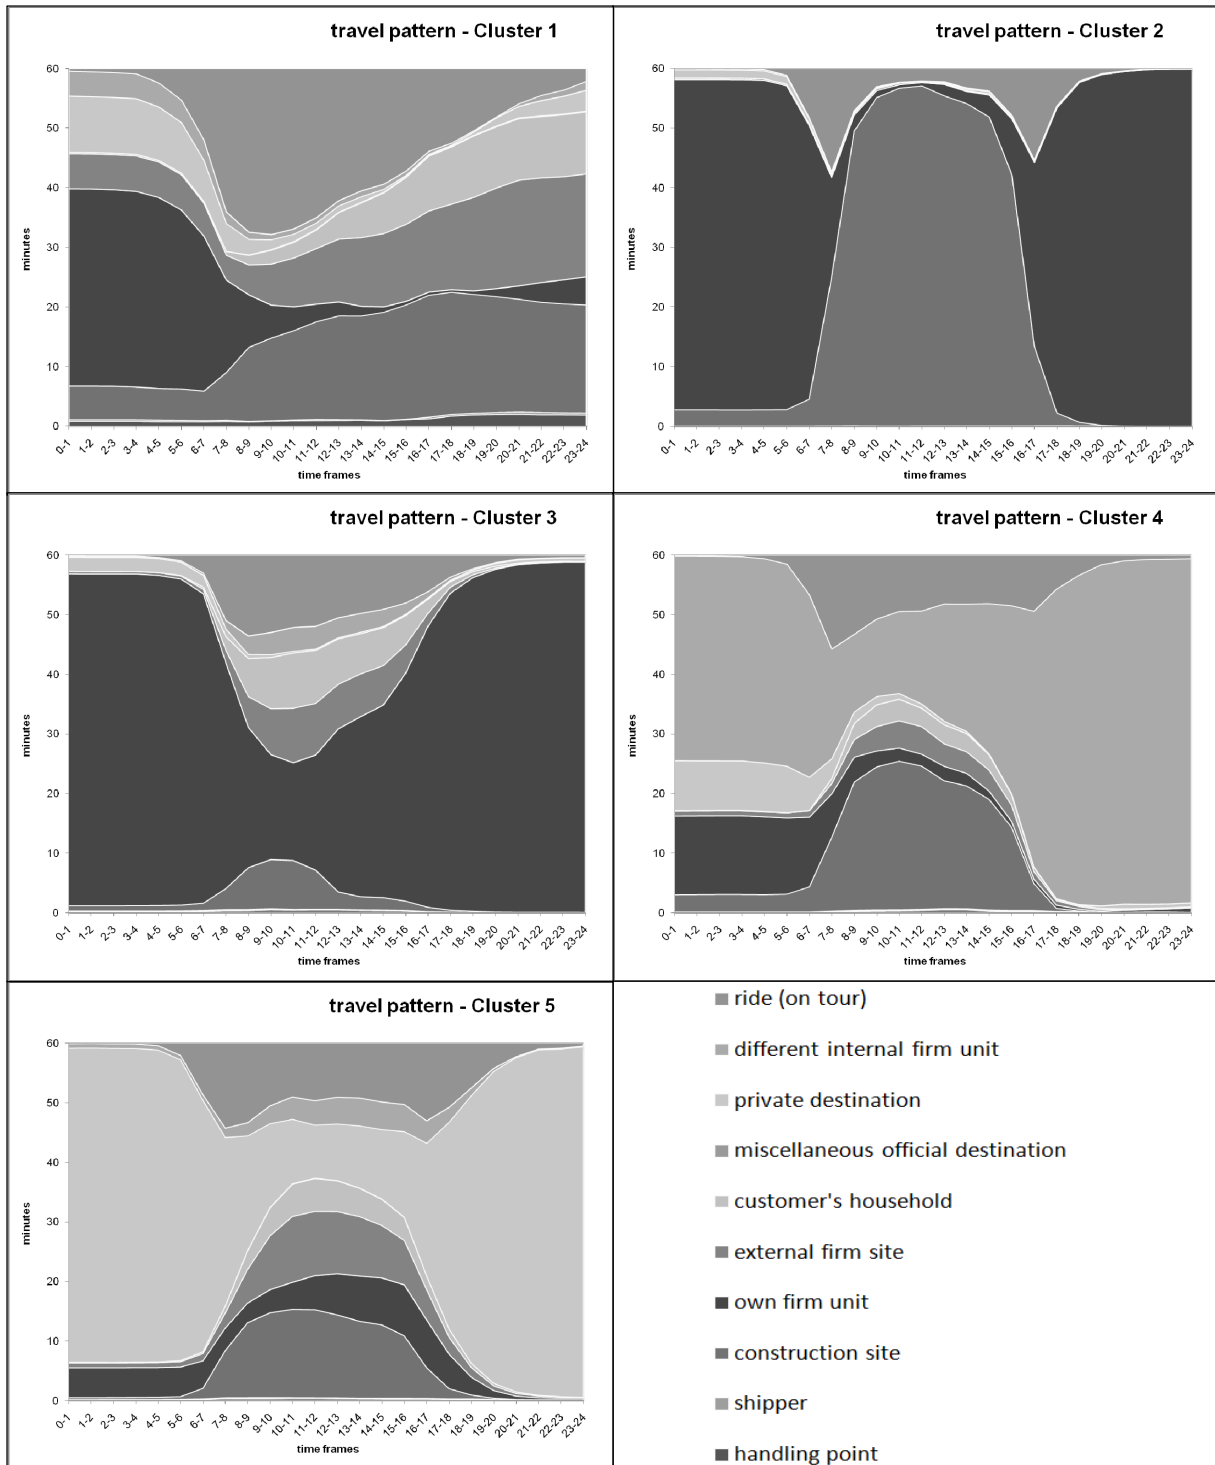 travel pattern - Cluster 1
60
50
40
30
20
10
0
minutes
0-1 1-2 2-3 3-4 4-5 5-6 6-7 7-8 8-9 9-10 10-11 11-12 12-13 13-14 14-15 15-16 16-17 17-18 18-19 19-20 20-21 21-22 22-23 23-24
time frames
travel pattern - Cluster 2
60
50
40
30
20
10
0
minutes
0-1 1-2 2-3 3-4 4-5 5-6 6-7 7-8 8-9 9-10 10-11 11-12 12-13 13-14 14-15 15-16 16-17 17-18 18-19 19-20 20-21 21-22 22-23 23-24
time frames
travel pattern - Cluster 3
60
50
40
30
20
10
0
minutes
0-1 1-2 2-3 3-4 4-5 5-6 6-7 7-8 8-9 9-10 10-11 11-12 12-13 13-14 14-15 15-16 16-17 17-18 18-19 19-20 20-21 21-22 22-23 23-24
time frames
travel pattern - Cluster 4
60
50
40
30
20
10
0
minutes
0-1 1-2 2-3 3-4 4-5 5-6 6-7 7-8 8-9 9-10 10-11 11-12 12-13 13-14 14-15 15-16 16-17 17-18 18-19 19-20 20-21 21-22 22-23 23-24
time frames
travel pattern - Cluster 5
60
50
40
30
20
10
0
minutes
0-1 1-2 2-3 3-4 4-5 5-6 6-7 7-8 8-9 9-10 10-11 11-12 12-13 13-14 14-15 15-16 16-17 17-18 18-19 19-20 20-21 21-22 22-23 23-24
time frames
ride (on tour)
different internal firm unit
private destination
miscellaneous official destination
customer's household
external firm site
own firm unit
construction site
shipper
handling point